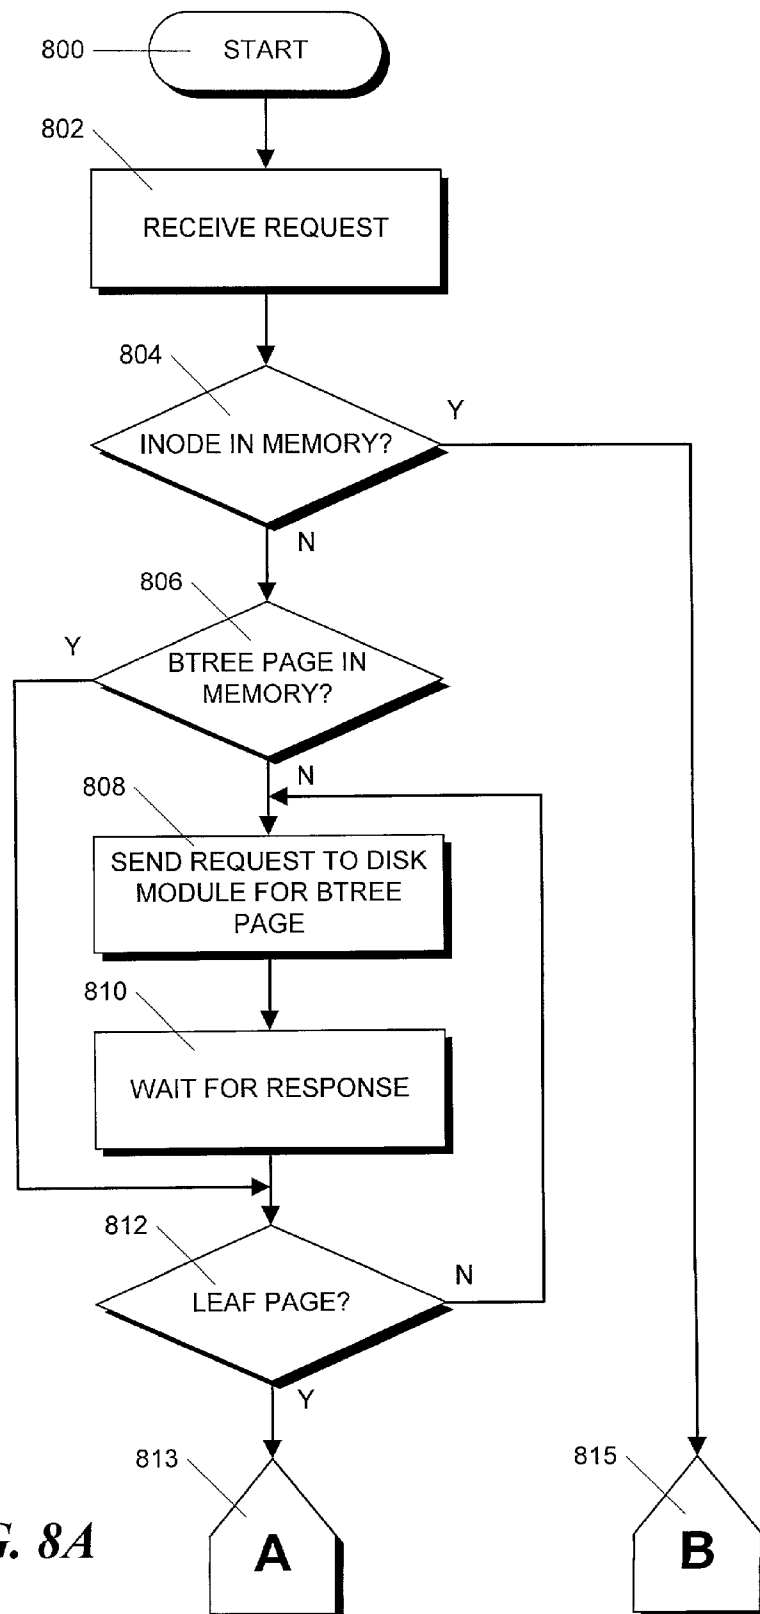 800
START
802
RECEIVE REQUEST
804
INODE IN MEMORY?
Y
N
806
Y
BTREE PAGE IN
MEMORY?
N
808
SEND REQUEST TO DISK
MODULE FOR BTREE
PAGE
810
WAIT FOR RESPONSE
812
LEAF PAGE?
N
Y
813
A
815
B
G. 8A